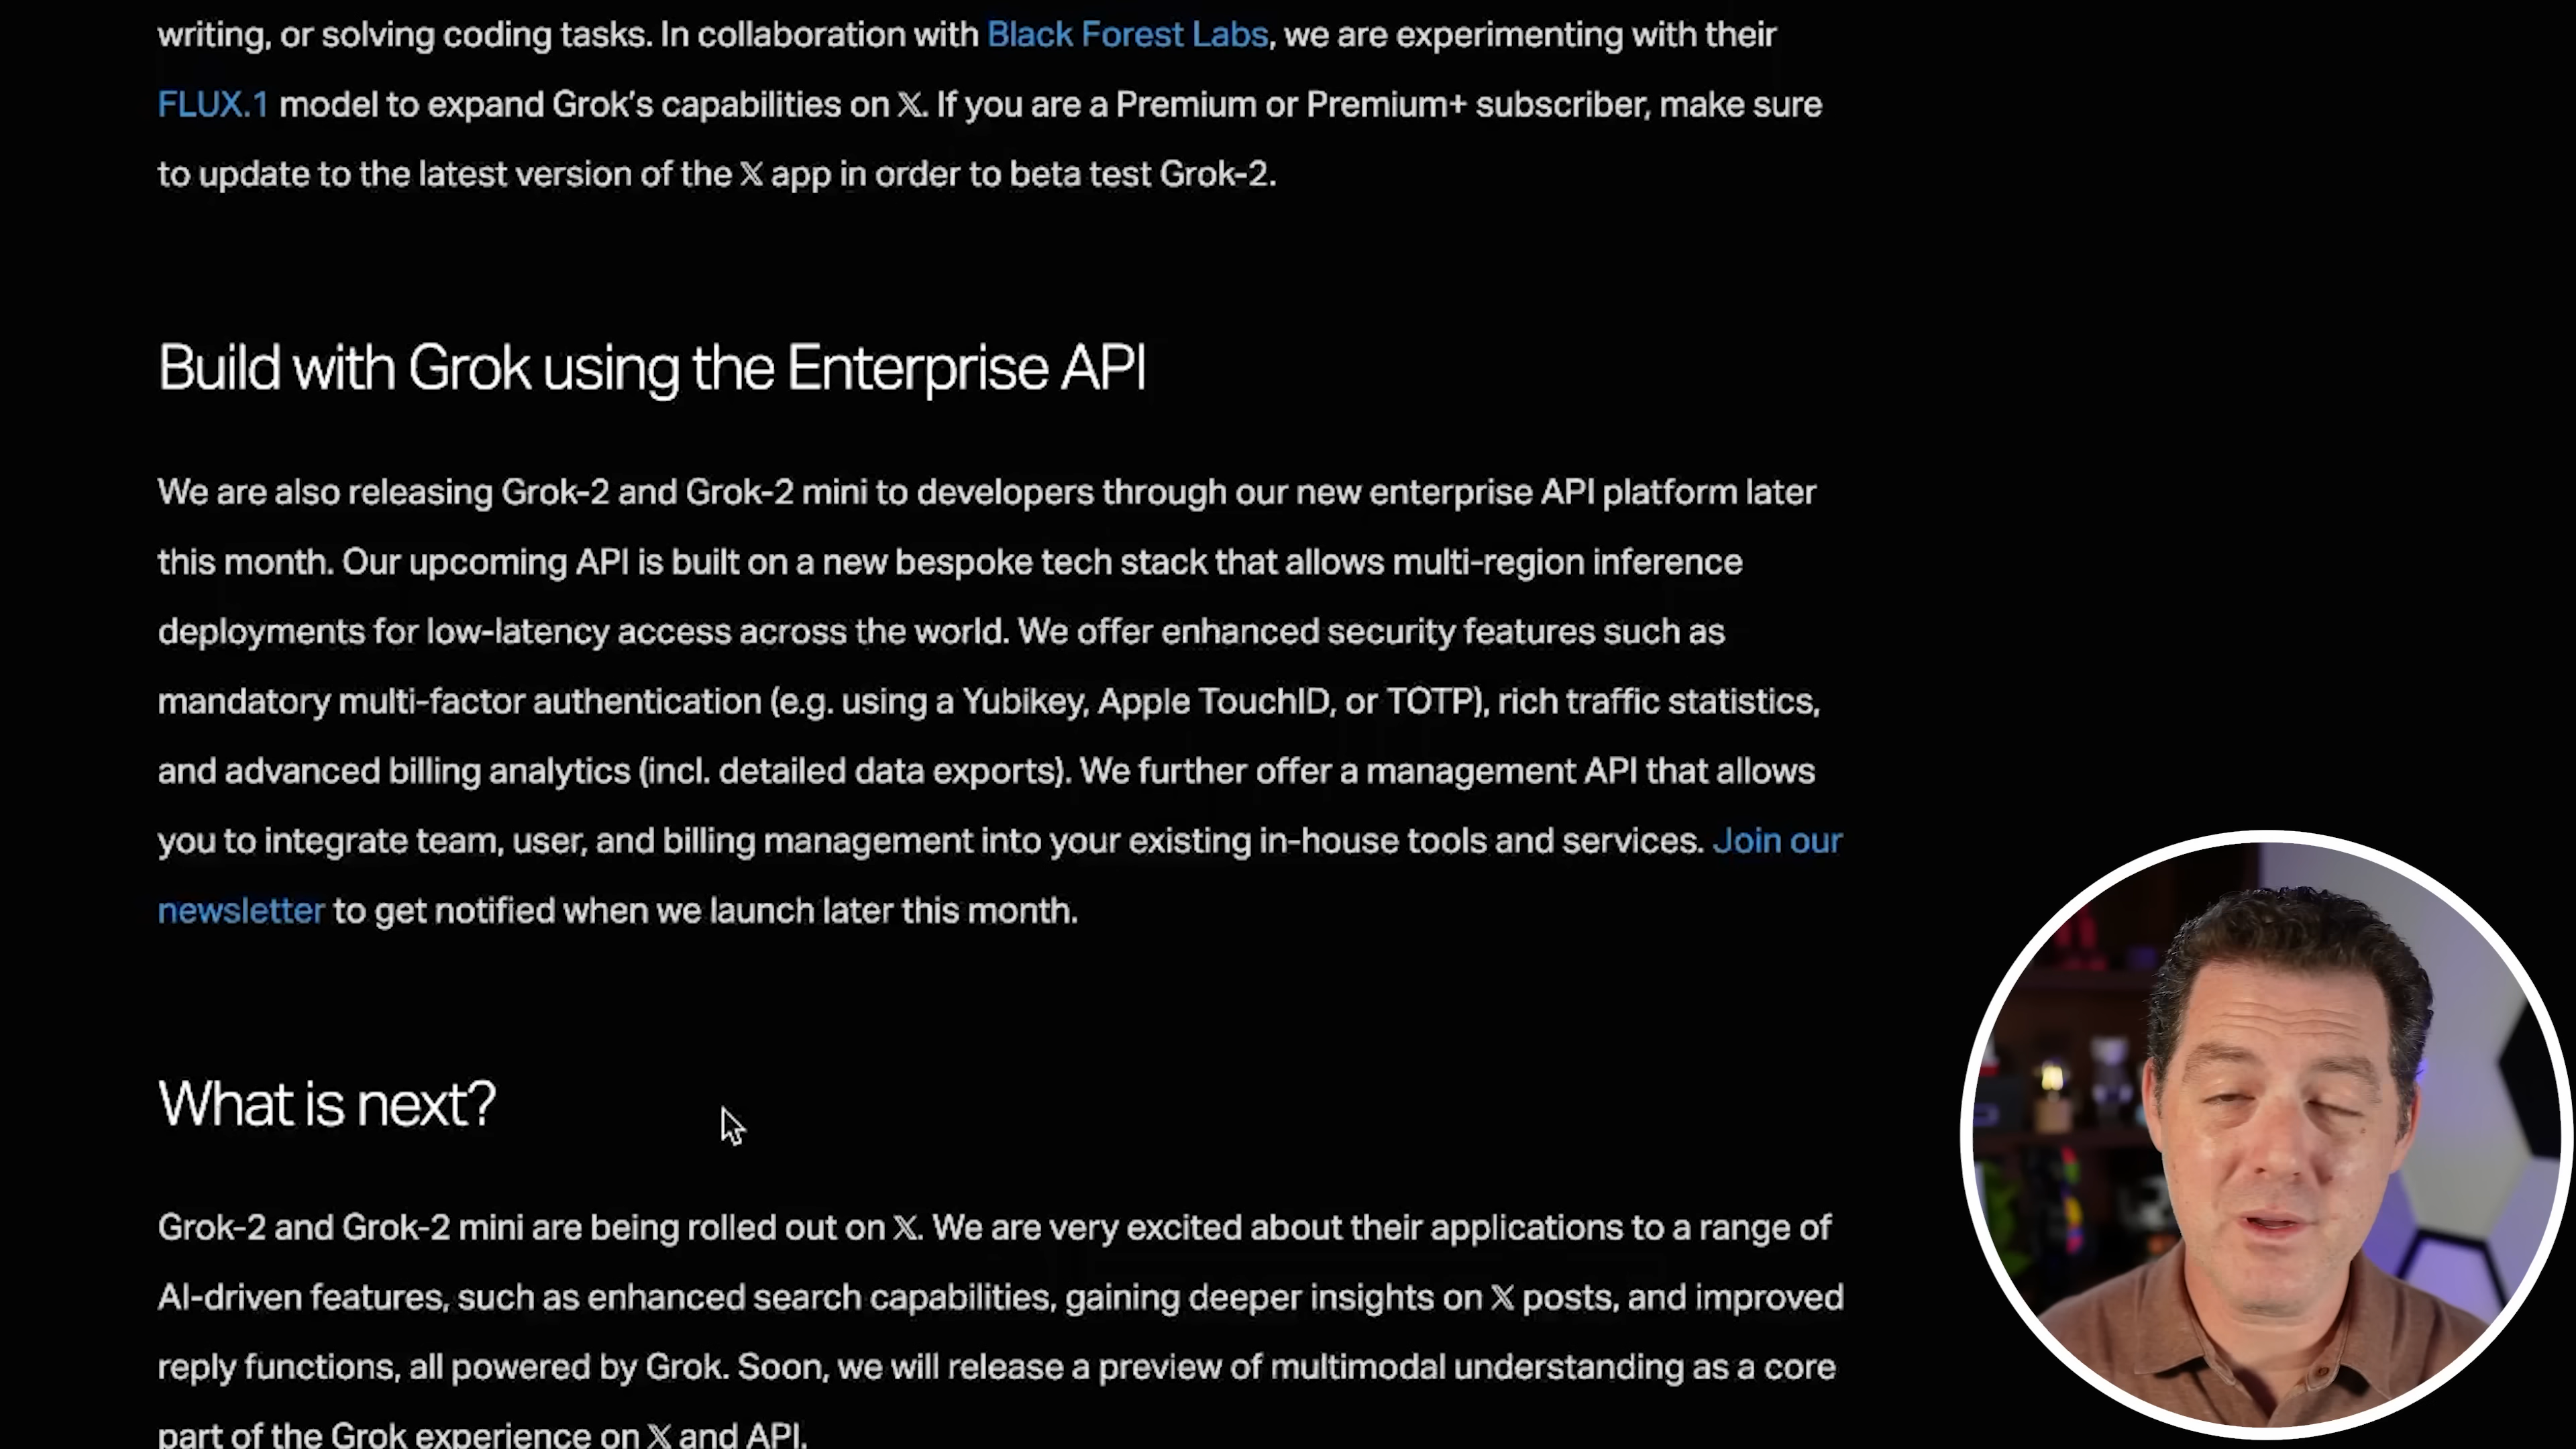 writing, or solving coding tasks. In collaboration with Black Forest Labs, we are experimenting with their
FLUX.1 model to expand Grok's capabilities on 𝕏. If you are a Premium or Premium+ subscriber, make sure
to update to the latest version of the 𝕏 app in order to beta test Grok-2.
Build with Grok using the Enterprise API
We are also releasing Grok-2 and Grok-2 mini to developers through our new enterprise API platform later
this month. Our upcoming API is built on a new bespoke tech stack that allows multi-region inference
deployments for low-latency access across the world. We offer enhanced security features such as
mandatory multi-factor authentication (e.g. using a Yubikey, Apple TouchID, or TOTP), rich traffic statistics,
and advanced billing analytics (incl. detailed data exports). We further offer a management API that allows
you to integrate team, user, and billing management into your existing in-house tools and services. Join our
newsletter to get notified when we launch later this month.
What is next?
Grok-2 and Grok-2 mini are being rolled out on 𝕏. We are very excited about their applications to a range of
AI-driven features, such as enhanced search capabilities, gaining deeper insights on 𝕏 posts, and improved
reply functions, all powered by Grok. Soon, we will release a preview of multimodal understanding as a core
part of the Grok experience on 𝕏 and API.